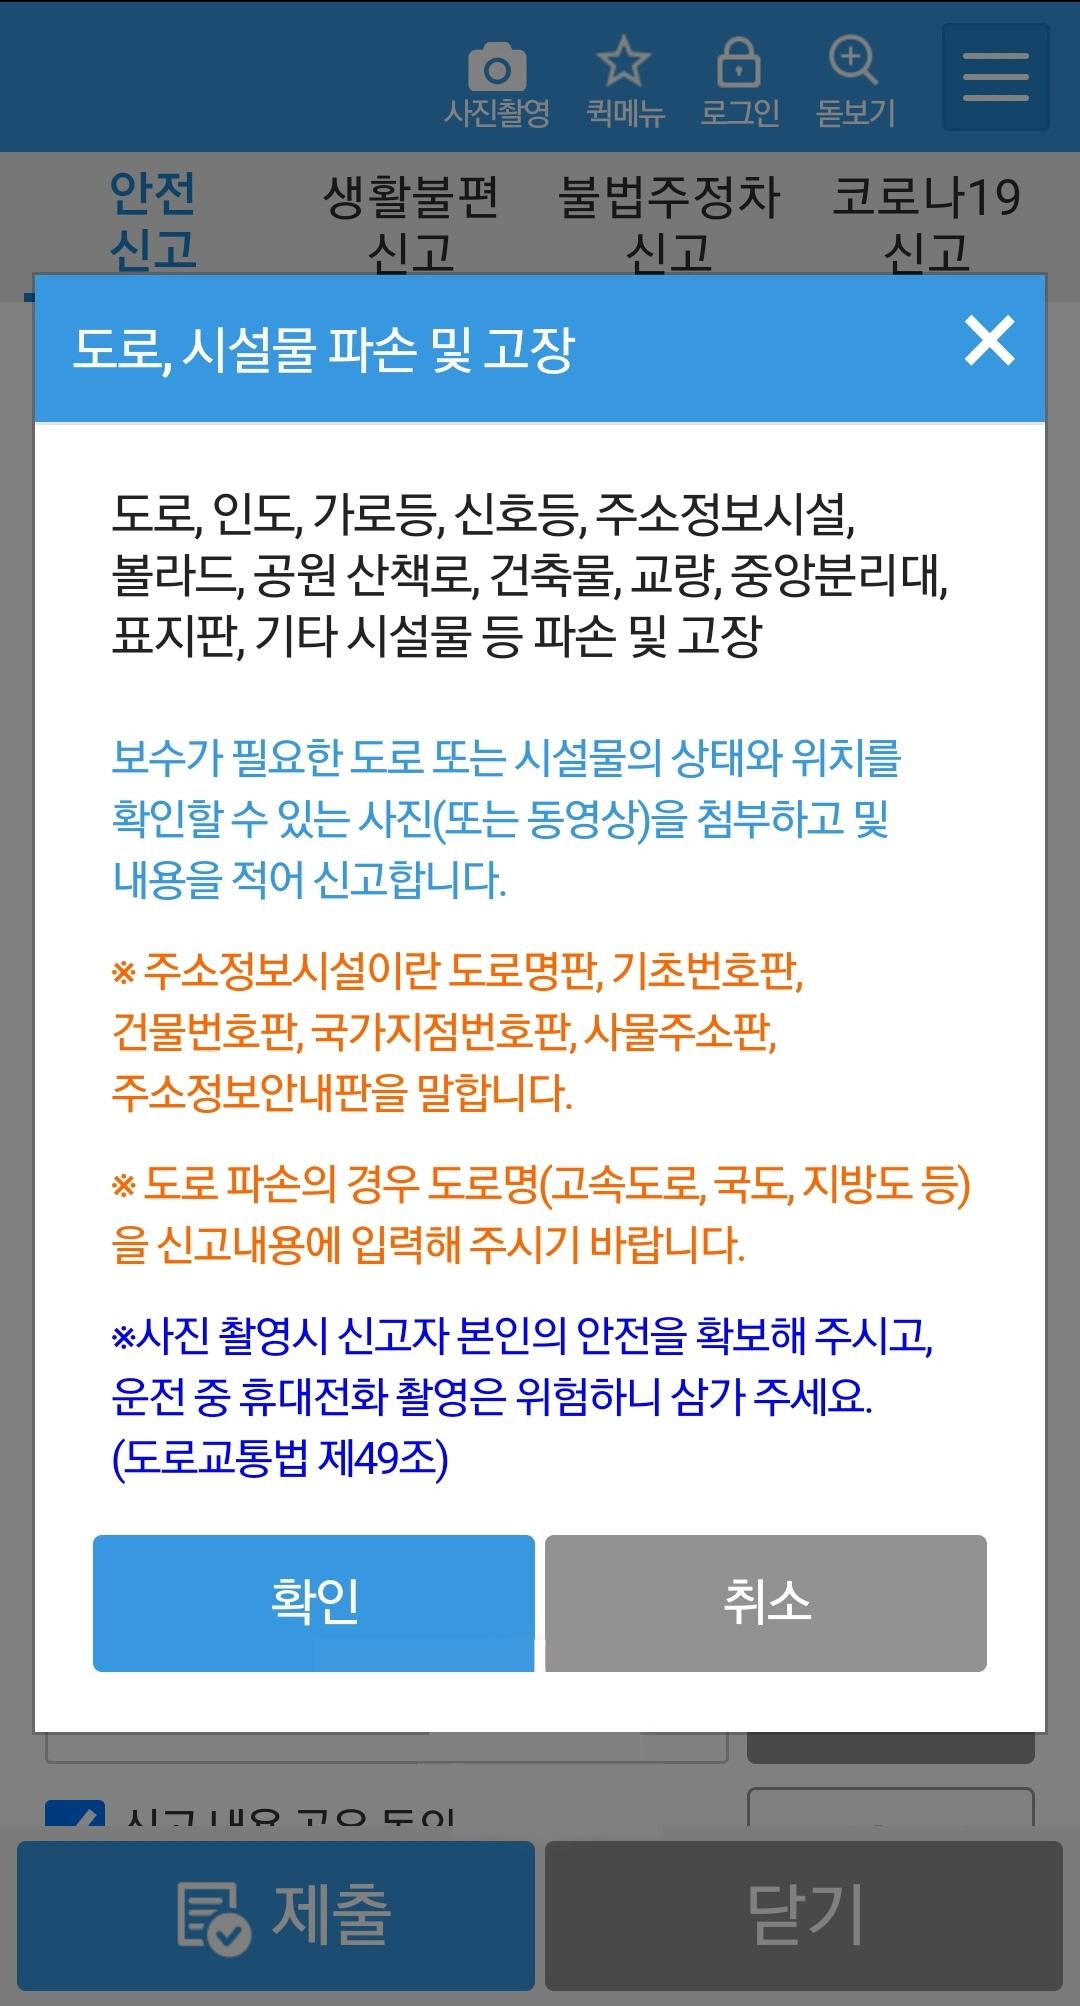 사진촬영 퀵메뉴 로그인 돋보기
안전 생활불편 불법주정차 코로나19
신고 신고 신고 신고
도로, 시설물 파손 및 고장
도로, 인도, 가로등, 신호등, 주소정보시설,
볼라드, 공원 산책로, 건축물, 교량, 중앙분리대,
표지판, 기타 시설물 등 파손 및 고장
보수가 필요한 도로 또는 시설물의 상태와 위치를
확인할 수 있는 사진(또는 동영상)을 첨부하고 및
내용을 적어 신고합니다.
※ 주소정보시설이란 도로명판, 기초번호판,
건물번호판, 국가지점번호판, 사물주소판,
주소정보안내판을 말합니다.
※ 도로 파손의 경우 도로명(고속도로, 국도, 지방도 등)
을 신고내용에 입력해 주시기 바랍니다.
※사진 촬영시 신고자 본인의 안전을 확보해 주시고,
운전 중 휴대전화 촬영은 위험하니 삼가 주세요.
(도로교통법 제49조)
확인 취소
신고 내용 공유 동의
제출 닫기